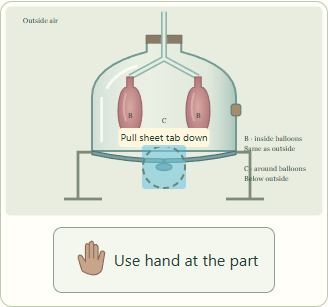 Outside air
C
B
B
Pull sheet tab down
B - inside balloons
Same as outside
C - around balloons
Below outside
Use hand at the part